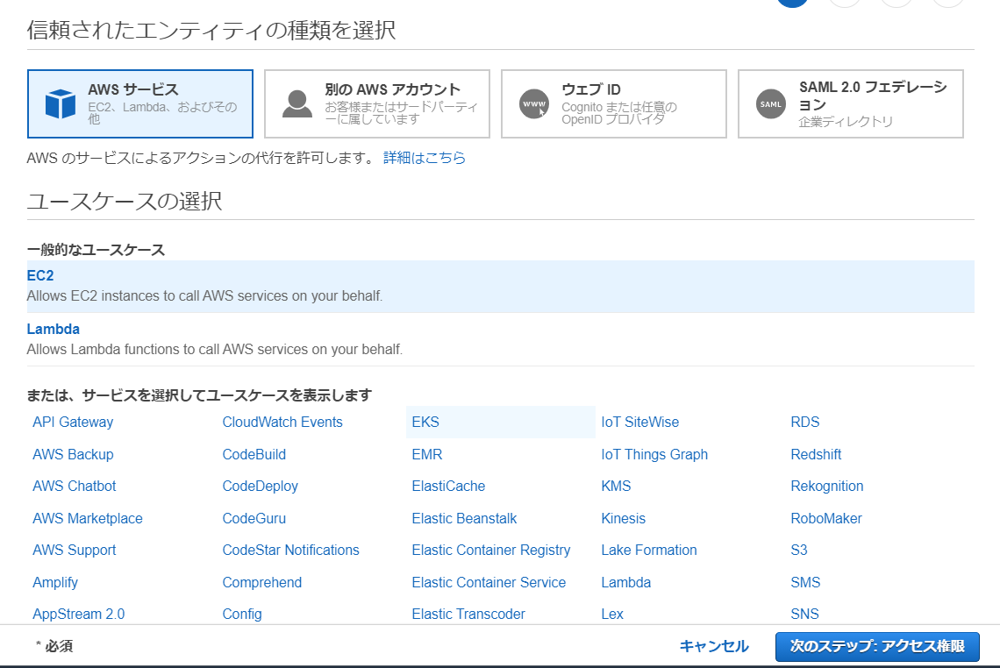 信頼されたエンティティの種類を選択
AWS サービス
EC2、Lambda、およびその
他
別の AWS アカウント
お客様またはサードパーティ
ーに属しています
WWW
ウェブ ID
Cognito または任意の
OpenID プロバイダ
SAML
SAML 2.0 フェデレーシ
ョン
企業ディレクトリ
AWS のサービスによるアクションの代行を許可します。 詳細はこちら
ユースケースの選択
一般的なユースケース
EC2
Allows EC2 instances to call AWS services on your behalf.
Lambda
Allows Lambda functions to call AWS services on your behalf.
または、サービスを選択してユースケースを表示します
API Gateway CloudWatch Events EKS IoT SiteWise RDS
AWS Backup CodeBuild EMR IoT Things Graph Redshift
AWS Chatbot CodeDeploy ElastiCache KMS Rekognition
AWS Marketplace CodeGuru Elastic Beanstalk Kinesis RoboMaker
AWS Support CodeStar Notifications Elastic Container Registry Lake Formation S3
Amplify Comprehend Elastic Container Service Lambda SMS
AppStream 2.0 Config Elastic Transcoder Lex SNS
* 必須 キャンセル 次のステップ: アクセス権限